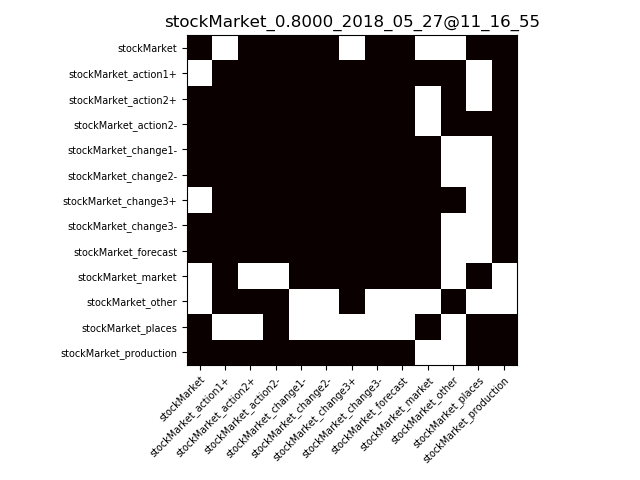 stockMarket_0.8000_2018_05_27@11_16_55
stockMarket
stockMarket_action1+
stockMarket_action2+
stockMarket_action2-
stockMarket_change1-
stockMarket_change2-
stockMarket_change3+
stockMarket_change3-
stockMarket_forecast
stockMarket_market
stockMarket_other
stockMarket_places
stockMarket_production
stockMarket
stockMarket_action1+
stockMarket_action2+
stockMarket_action2-
stockMarket_change1-
stockMarket_change2-
stockMarket_change3+
stockMarket_change3-
stockMarket_forecast
stockMarket_market
stockMarket_other
stockMarket_places
stockMarket_production